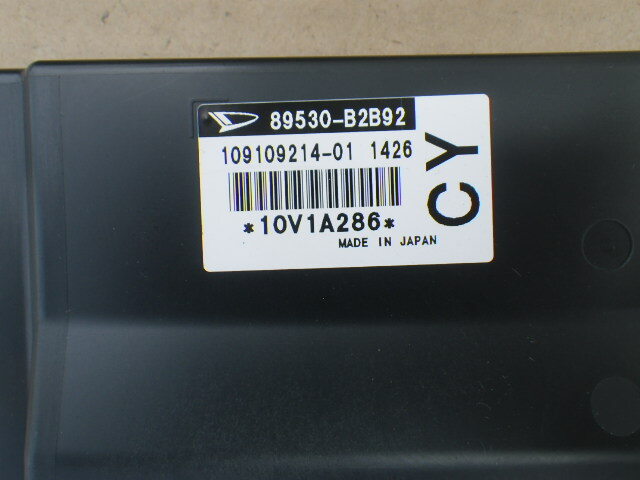 89530-B2B92
109109214-01 1426
*10V1A286*
MADE IN JAPAN
CY